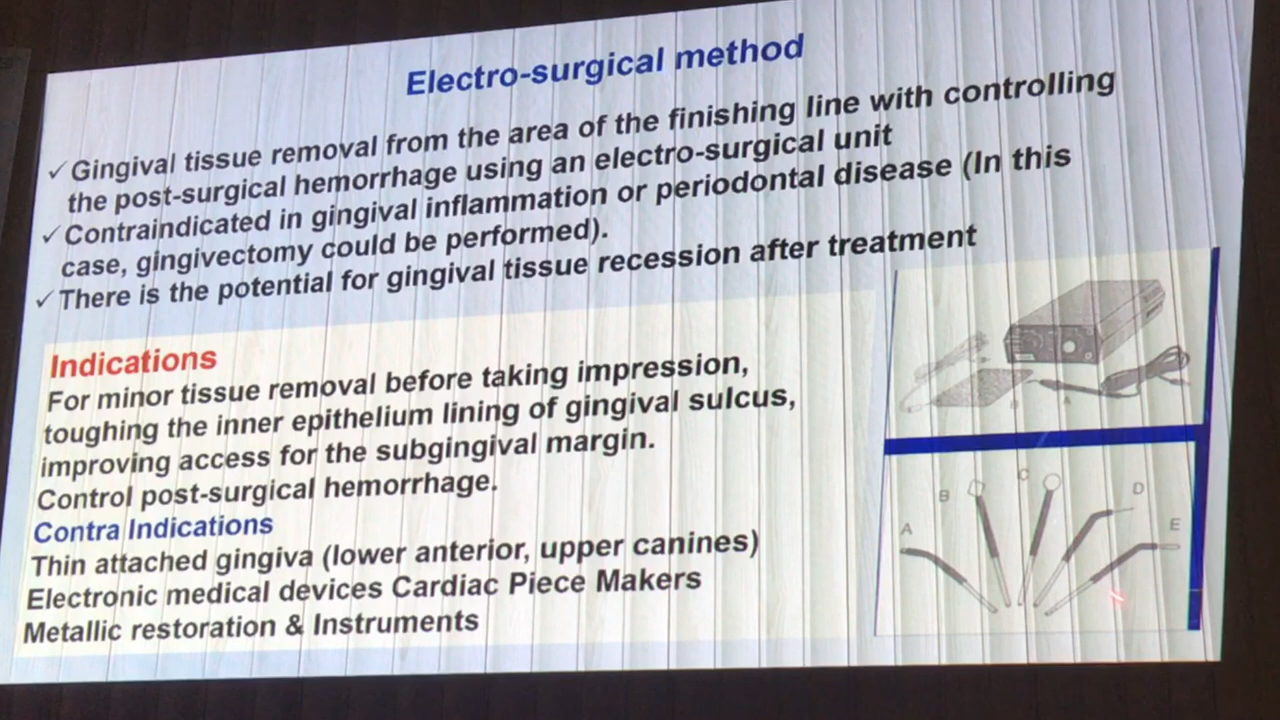 Electro-surgical method
✓ Gingival tissue removal from the area of the finishing line with controlling
the post-surgical hemorrhage using an electro-surgical unit
✓ Contraindicated in gingival inflammation or periodontal disease (In this
case, gingivectomy could be performed).
✓ There is the potential for gingival tissue recession after treatment
Indications
For minor tissue removal before taking impression,
toughing the inner epithelium lining of gingival sulcus,
improving access for the subgingival margin.
Control post-surgical hemorrhage.
Contra Indications
Thin attached gingiva (lower anterior, upper canines)
Electronic medical devices Cardiac Piece Makers
Metallic restoration & Instruments
B A
A B C D E